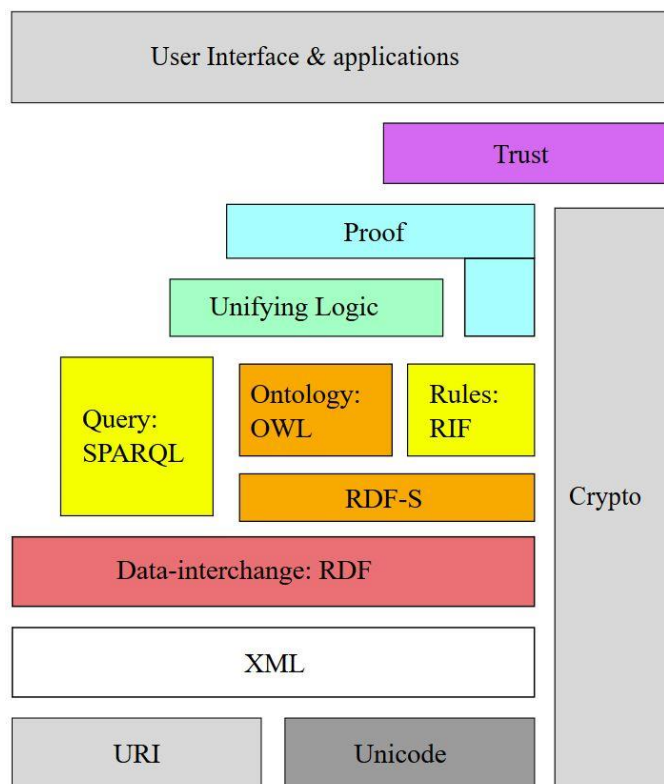 User Interface & applications
Trust
Proof
Unifying Logic
Query:
SPARQL
Ontology:
OWL
Rules:
RIF
RDF-S
Crypto
Data-interchange: RDF
XML
URI
Unicode